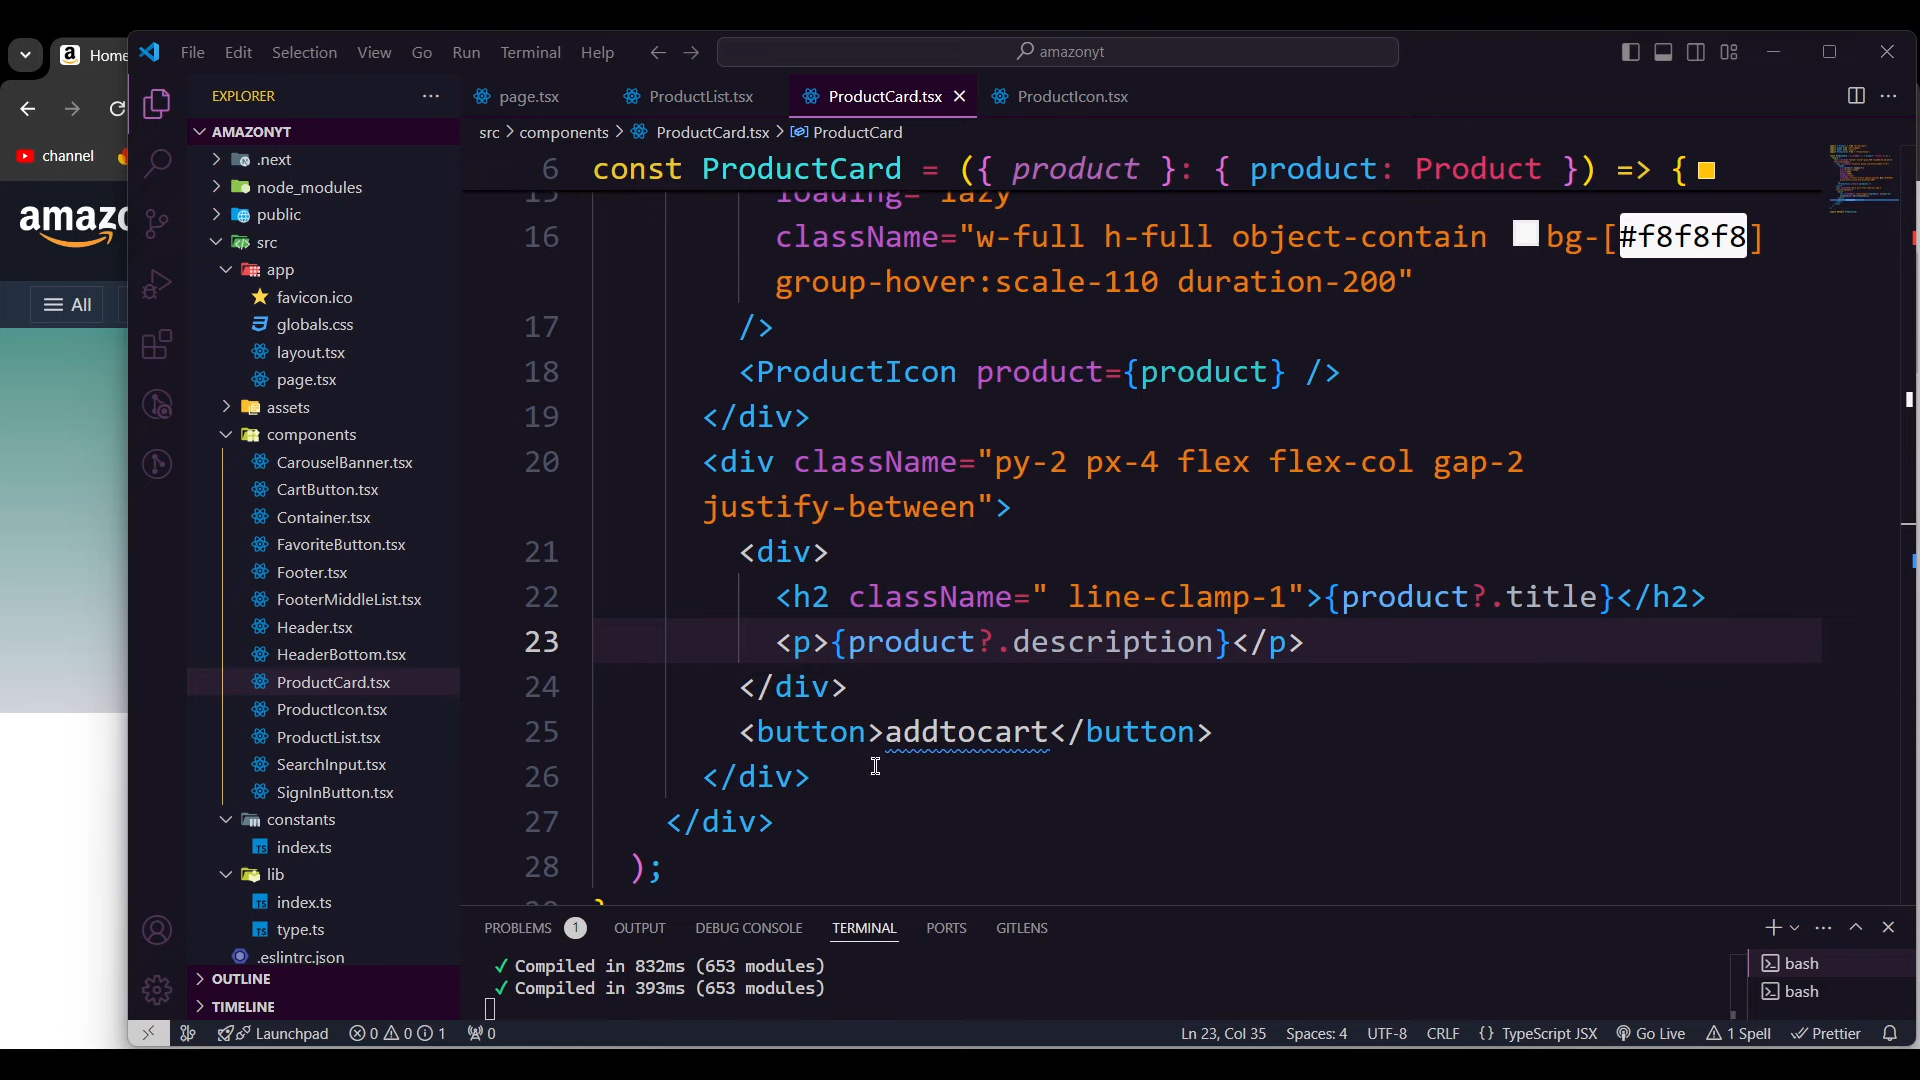 Home
File Edit Selection View Go Run Terminal Help
amazonyt
EXPLORER
page.tsx ProductList.tsx ProductCard.tsx ProductIcon.tsx
channel
amazo
All
AMAZONYT
.next
node_modules
public
src
app
favicon.ico
globals.css
layout.tsx
page.tsx
assets
components
CarouselBanner.tsx
CartButton.tsx
Container.tsx
FavoriteButton.tsx
Footer.tsx
FooterMiddleList.tsx
Header.tsx
HeaderBottom.tsx
ProductCard.tsx
ProductIcon.tsx
ProductList.tsx
SearchInput.tsx
SignInButton.tsx
constants
index.ts
lib
index.ts
type.ts
.eslintrc.json
OUTLINE
TIMELINE
src > components > ProductCard.tsx > ProductCard
6 const ProductCard = ({ product }: { product: Product }) => {
15 loading="lazy"
16 className="w-full h-full object-contain bg-[#f8f8f8]
group-hover:scale-110 duration-200"
17 />
18 <ProductIcon product={product} />
19 </div>
20 <div className="py-2 px-4 flex flex-col gap-2
justify-between">
21 <div>
22 <h2 className=" line-clamp-1">{product?.title}</h2>
23 <p>{product?.description}</p>
24 </div>
25 <button>addtocart</button>
26 </div>
27 </div>
28 );
PROBLEMS 1 OUTPUT DEBUG CONSOLE TERMINAL PORTS GITLENS
✓ Compiled in 832ms (653 modules)
✓ Compiled in 393ms (653 modules)
bash
bash
Launchpad 0 0 1 0 Ln 23, Col 35 Spaces: 4 UTF-8 CRLF {} TypeScript JSX Go Live 1 Spell Prettier